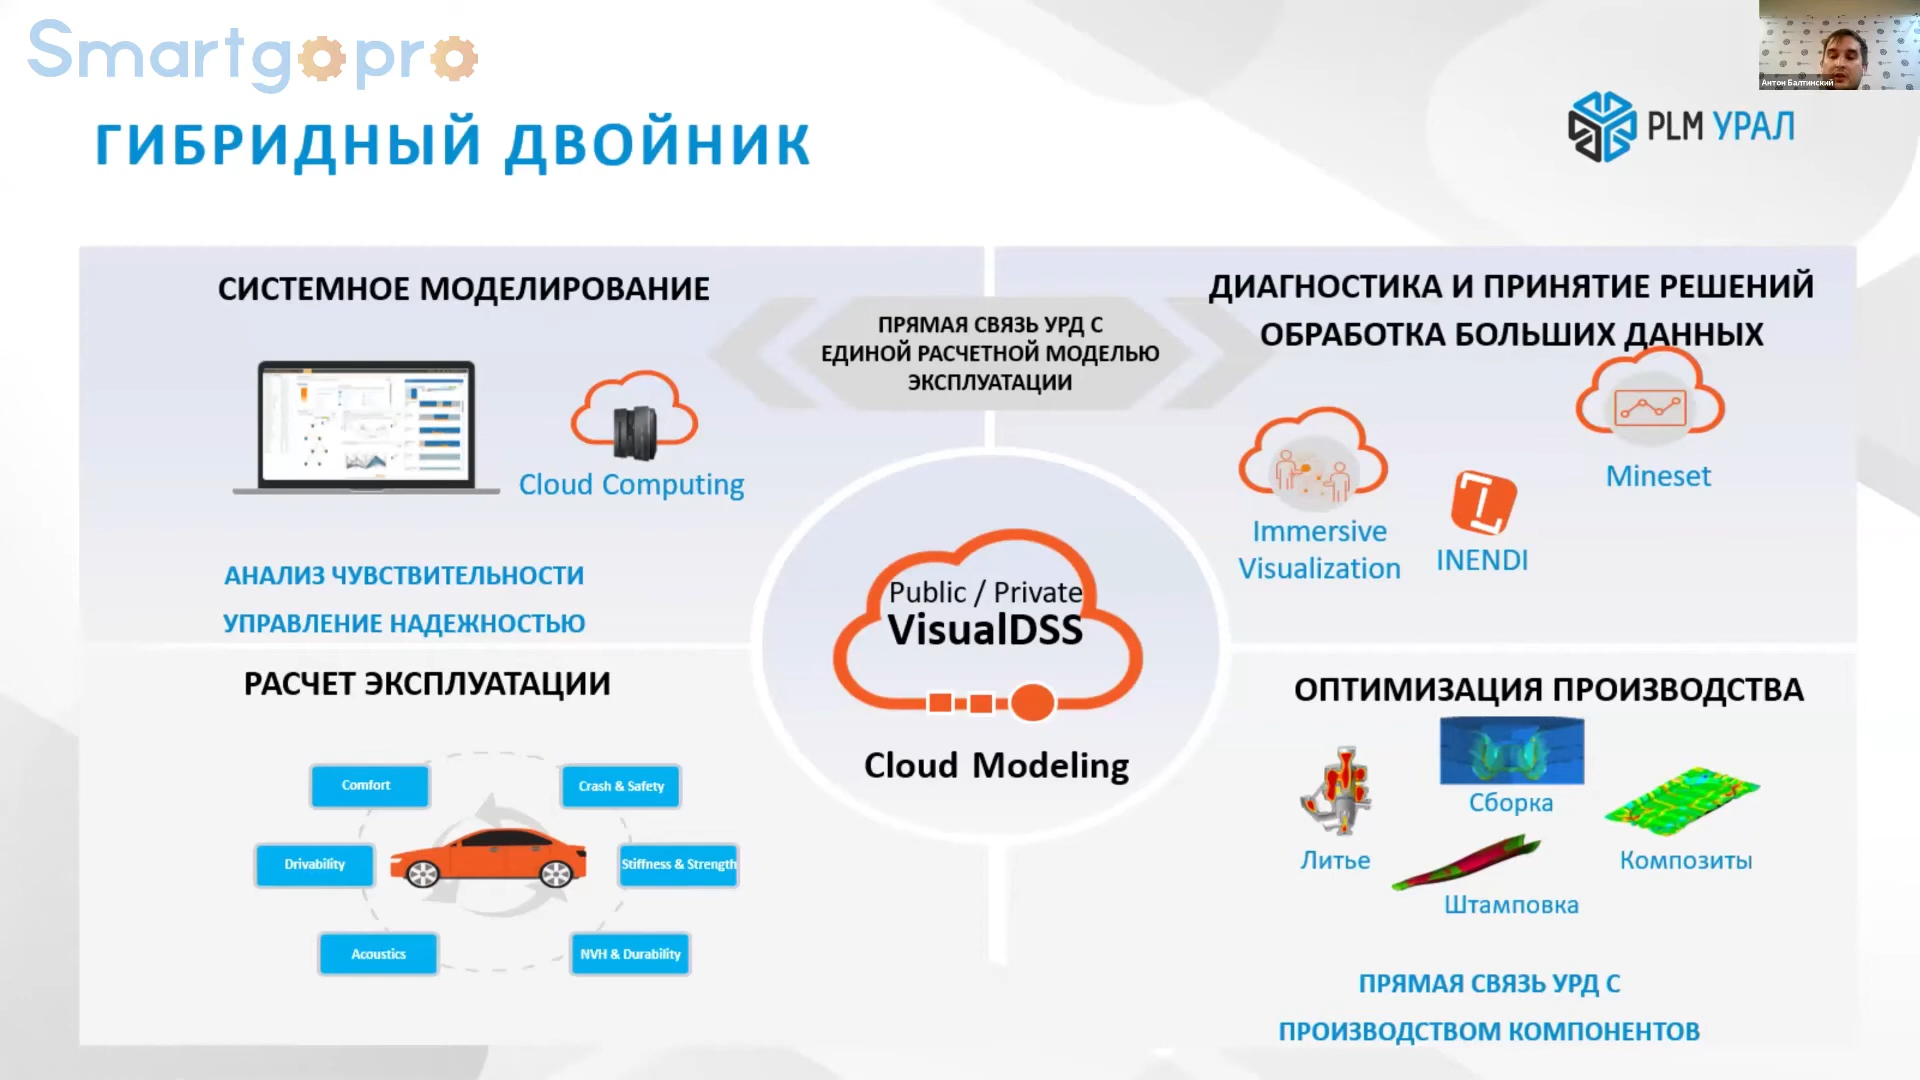 Smartgopro
Антон Балтинский
ГИБРИДНЫЙ ДВОЙНИК
PLM УРАЛ
СИСТЕМНОЕ МОДЕЛИРОВАНИЕ
Cloud Computing
АНАЛИЗ ЧУВСТВИТЕЛЬНОСТИ
УПРАВЛЕНИЕ НАДЕЖНОСТЬЮ
ПРЯМАЯ СВЯЗЬ УРД С
ЕДИНОЙ РАСЧЕТНОЙ МОДЕЛЬЮ
ЭКСПЛУАТАЦИИ
ДИАГНОСТИКА И ПРИНЯТИЕ РЕШЕНИЙ
ОБРАБОТКА БОЛЬШИХ ДАННЫХ
Mineset
Immersive
Visualization
INENDI
Public / Private
VisualDSS
Cloud Modeling
РАСЧЕТ ЭКСПЛУАТАЦИИ
Comfort
Crash & Safety
Drivability
Stiffness & Strength
Acoustics
NVH & Durability
ОПТИМИЗАЦИЯ ПРОИЗВОДСТВА
Сборка
Литье
Композиты
Штамповка
ПРЯМАЯ СВЯЗЬ УРД С
ПРОИЗВОДСТВОМ КОМПОНЕНТОВ